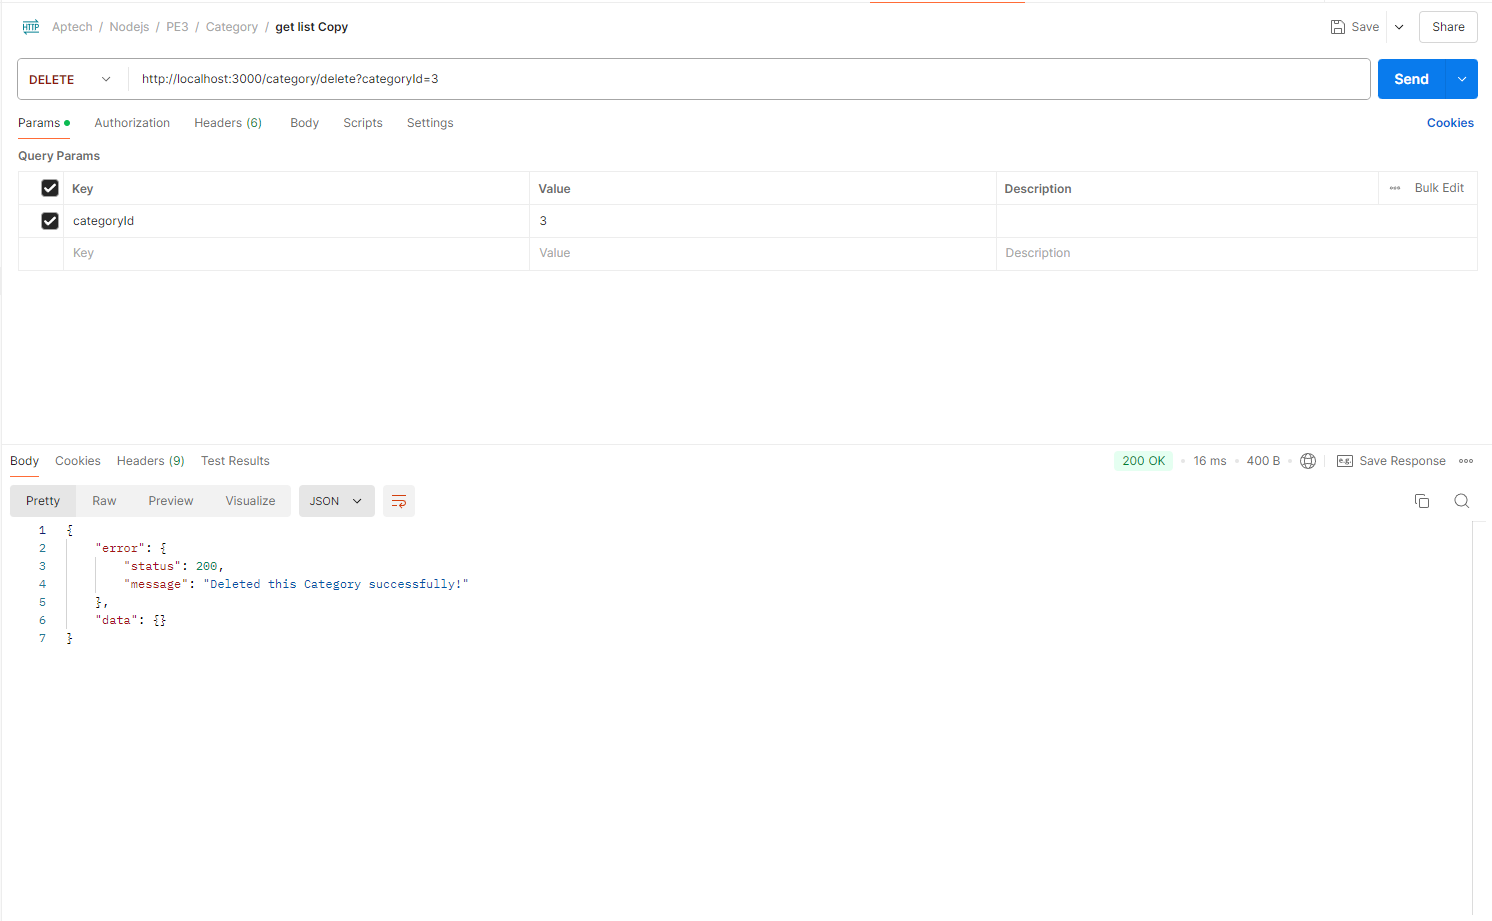 HTTP Aptech / Nodejs / PE3 / Category / get list Copy Save Share
DELETE http://localhost:3000/category/delete?categoryId=3 Send
Params Authorization Headers (6) Body Scripts Settings Cookies
Query Params
Key Value Description Bulk Edit
categoryId 3
Key Value Description
Body Cookies Headers (9) Test Results 200 OK 16 ms 400 B e.g. Save Response
Pretty Raw Preview Visualize JSON
1 {
2 "error": {
3 "status": 200,
4 "message": "Deleted this Category successfully!"
5 },
6 "data": {}
7 }